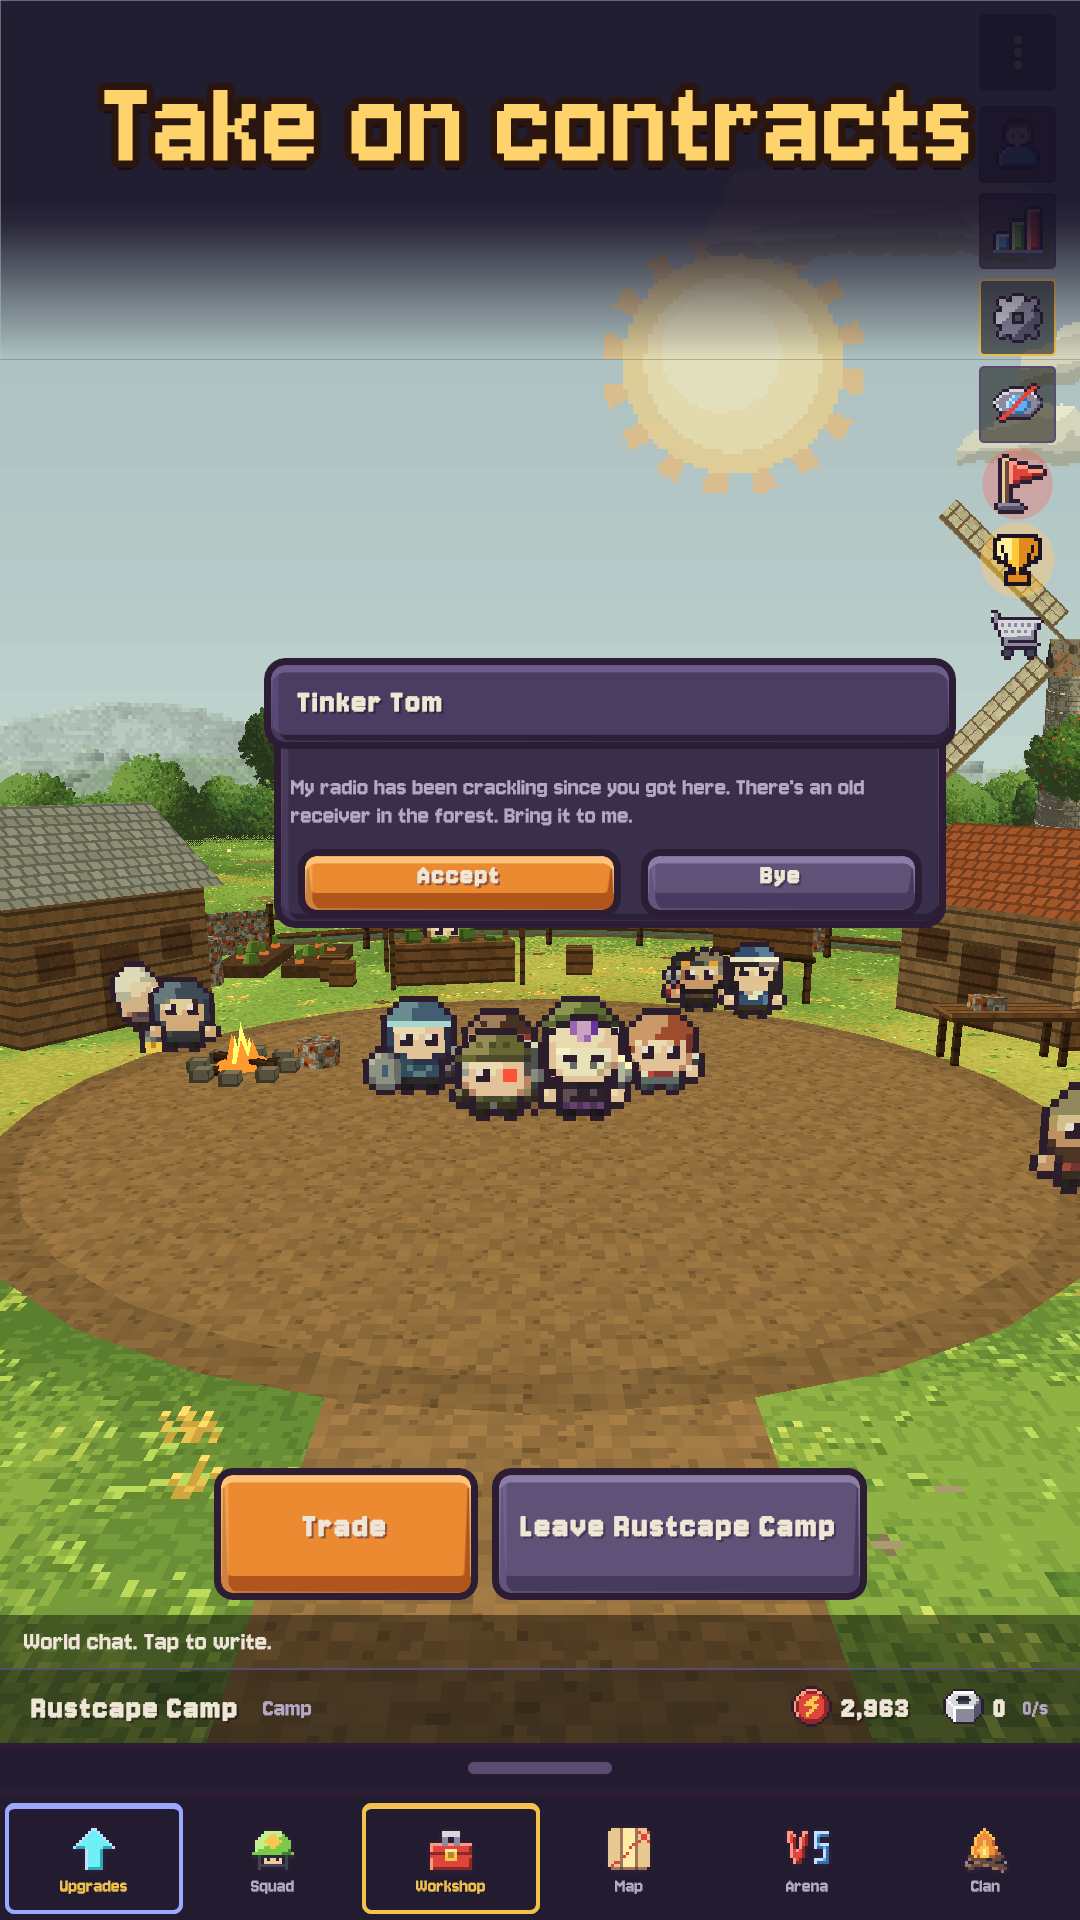 Take on contracts
Tinker Tom
My radio has been crackling since you got here. There's an old
receiver in the forest. Bring it to me.
Accept
Bye
Trade
Leave Rustcape Camp
World chat. Tap to write.
Rustcape Camp
Camp
2,963
0
0/s
VS
Upgrades
Squad
Workshop
Map
Arena
Clan